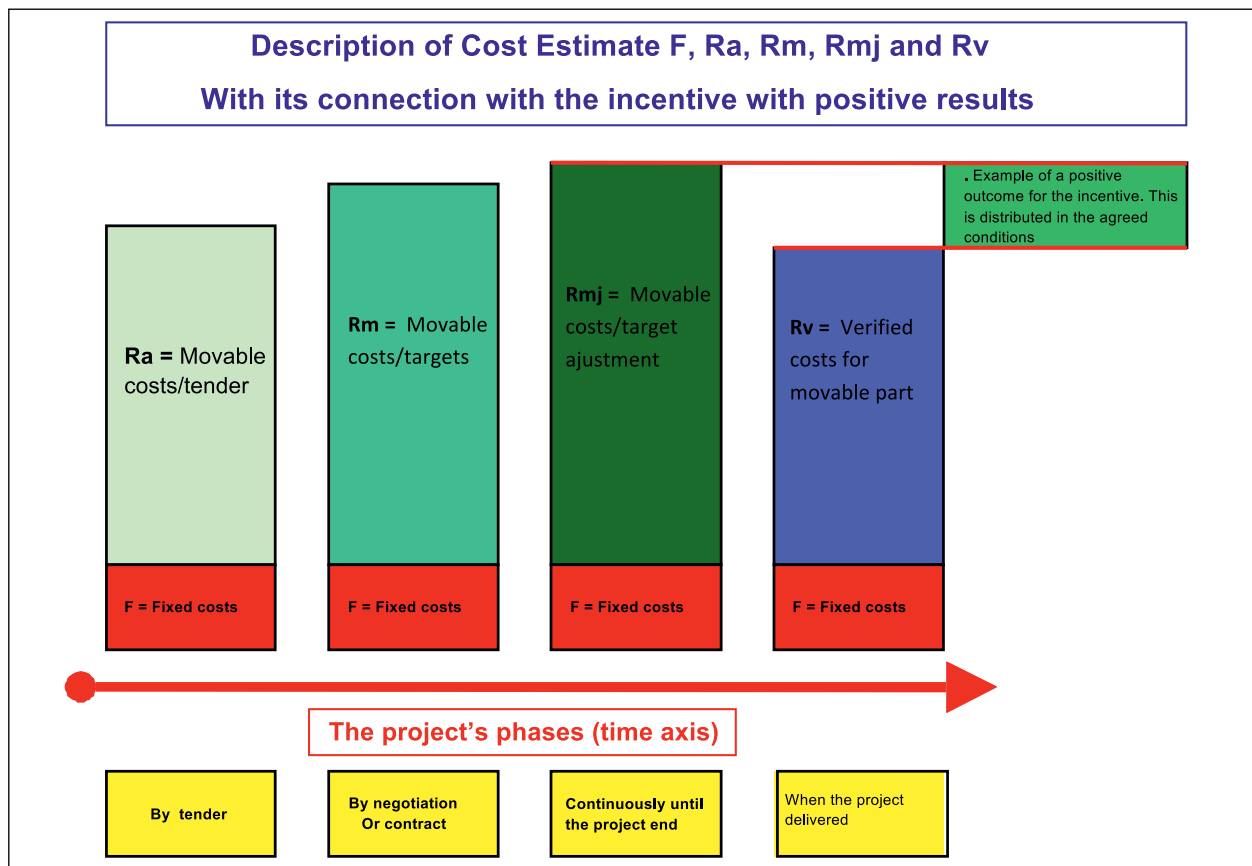 Description of Cost Estimate F, Ra, Rm, Rmj and Rv
With its connection with the incentive with positive results
. Example of a positive
outcome for the incentive. This
is distributed in the agreed
conditions
Ra = Movable
costs/tender
Rm = Movable
costs/targets
Rmj = Movable
costs/target
ajustment
Rv = Verified
costs for
movable part
F = Fixed costs
F = Fixed costs
F = Fixed costs
F = Fixed costs
The project's phases (time axis)
By tender
By negotiation
Or contract
Continuously until
the project end
When the project
delivered